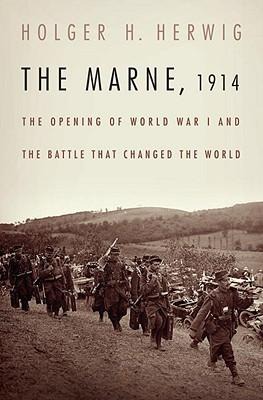 HOLGER H. HERWIG
THE MARNE, 1914
THE OPENING OF WORLD WAR I AND
THE BATTLE THAT CHANGED THE WORLD